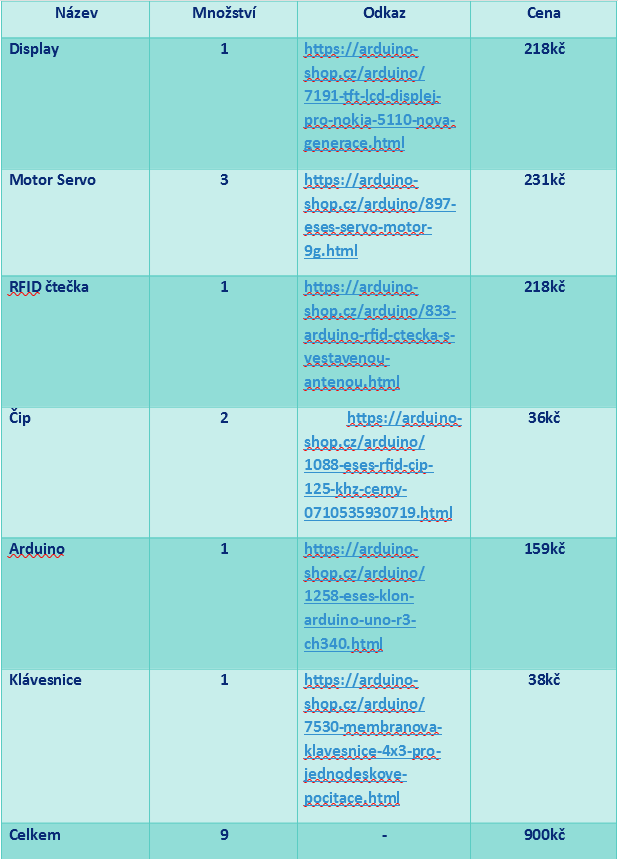 Název Množství Odkaz Cena
Display 1 https://arduino-
shop.cz/arduino/
7191-tft-lcd-displej-
pro-nokia-5110-nova-
generace.html 218kč
Motor Servo 3 https://arduino-
shop.cz/arduino/897-
eses-servo-motor-
9g.html 231kč
RFID čtečka 1 https://arduino-
shop.cz/arduino/833-
arduino-rfid-ctecka-s-
vestavenou-
antenou.html 218kč
Čip 2 https://arduino-
shop.cz/arduino/
1088-eses-rfid-cip-
125-khz-cerny-
0710535930719.html 36kč
Arduino 1 https://arduino-
shop.cz/arduino/
1258-eses-klon-
arduino-uno-r3-
ch340.html 159kč
Klávesnice 1 https://arduino-
shop.cz/arduino/
7530-membranova-
klavesnice-4x3-pro-
jednodeskove-
pocitace.html 38kč
Celkem 9 - 900kč